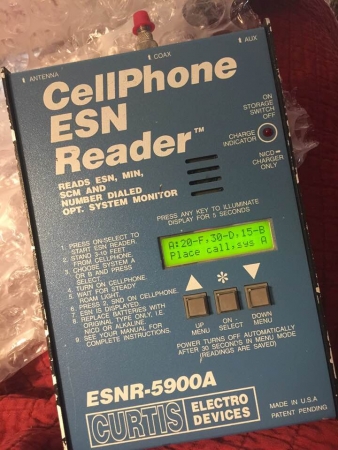 ANTENNA
COAX
AUX
CellPhone
ESN
Reader™
READS ESN, MIN,
SCM AND
NUMBER DIALED
OPT. SYSTEM MONITOR
ON
STORAGE
SWITCH
OFF
CHARGE
INDICATOR
NICD
CHARGER
ONLY
PRESS ANY KEY TO ILLUMINATE
DISPLAY FOR 5 SECONDS
A:20-F,30-D,15-B
Place call,sys A
1. PRESS ON-SELECT TO
START ESN READER.
2. STAND 3-10 FEET
FROM CELLPHONE.
3. CHOOSE SYSTEM A
OR B AND PRESS
SELECT.
4. TURN ON CELLPHONE.
5. WAIT FOR STEADY
ROAM LIGHT.
6. PRESS 2, SND ON CELLPHONE.
7. ESN IS DISPLAYED.
8. REPLACE BATTERIES WITH
ORIGINAL TYPE ONLY, I.E.
NICD OR ALKALINE.
9. SEE YOUR MANUAL FOR
COMPLETE INSTRUCTIONS.
UP
MENU
ON -
SELECT
DOWN
MENU
POWER TURNS OFF AUTOMATICALLY
AFTER 30 SECONDS IN MENU MODE
(READINGS ARE SAVED)
ESNR-5900A
CURTIS ELECTRO
DEVICES
MADE IN U.S.A.
PATENT PENDING